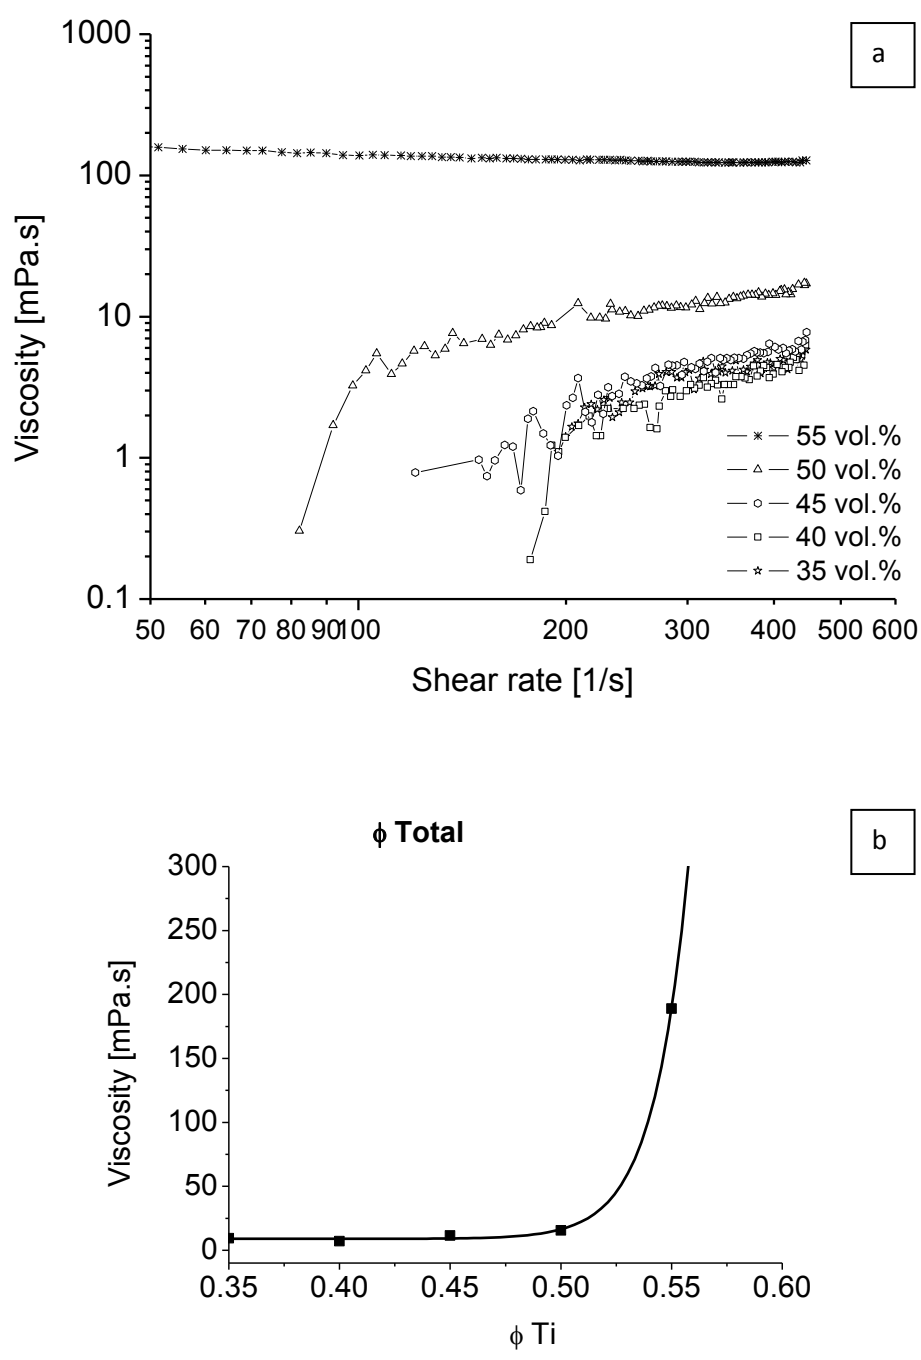 a
1000
100
10
1
0.1
Viscosity [mPa.s]
55 vol.%
50 vol.%
45 vol.%
40 vol.%
35 vol.%
50 60 70 80 90 100 200 300 400 500 600
Shear rate [1/s]
b
ϕ Total
300
250
200
150
100
50
0
Viscosity [mPa.s]
0.35 0.40 0.45 0.50 0.55 0.60
ϕ Ti